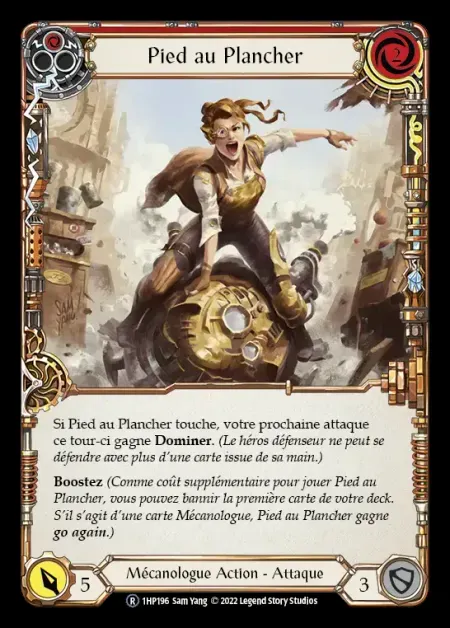 Pied au Plancher
2
SAM
YANG
Si Pied au Plancher touche, votre prochaine attaque
ce tour-ci gagne Dominer. (Le héros défenseur ne peut se
défendre avec plus d'une carte issue de sa main.)
Boostez (Comme coût supplémentaire pour jouer Pied au
Plancher, vous pouvez bannir la première carte de votre deck.
S'il s'agit d'une carte Mécanologue, Pied au Plancher gagne
go again.)
5
Mécanologue Action - Attaque
3
R 1HP196 Sam Yang © 2022 Legend Story Studios